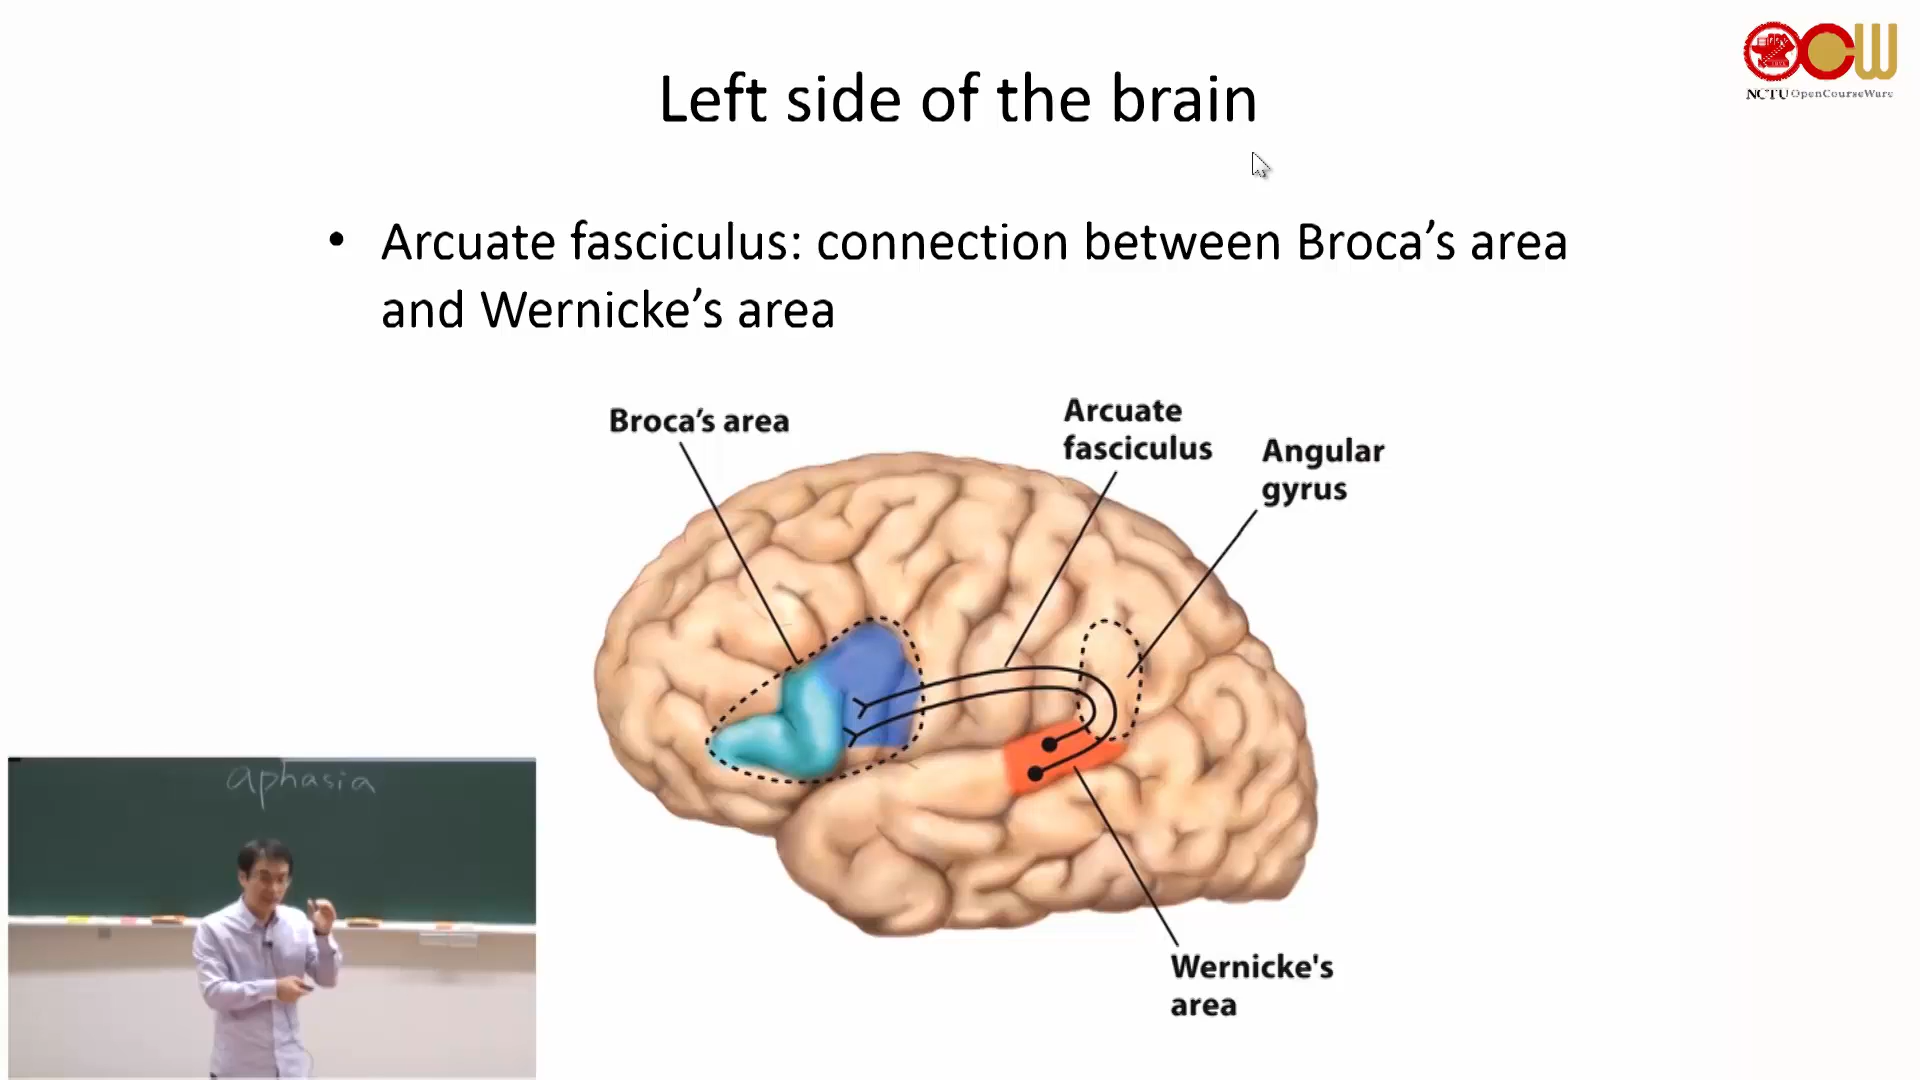 NCTU OpenCourseWare
Left side of the brain
• Arcuate fasciculus: connection between Broca’s area
and Wernicke’s area
Broca’s area
Arcuate
fasciculus
Angular
gyrus
Wernicke's
area
aphasia